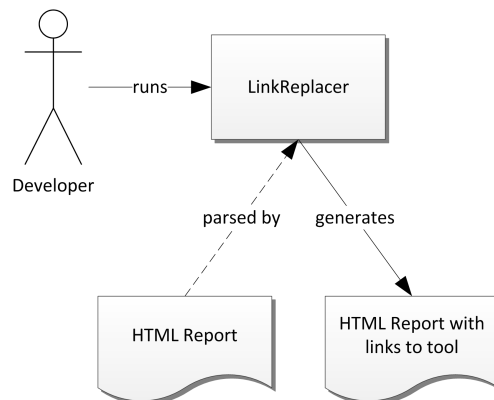 runs
LinkReplacer
Developer
parsed by
generates
HTML Report
HTML Report with
links to tool